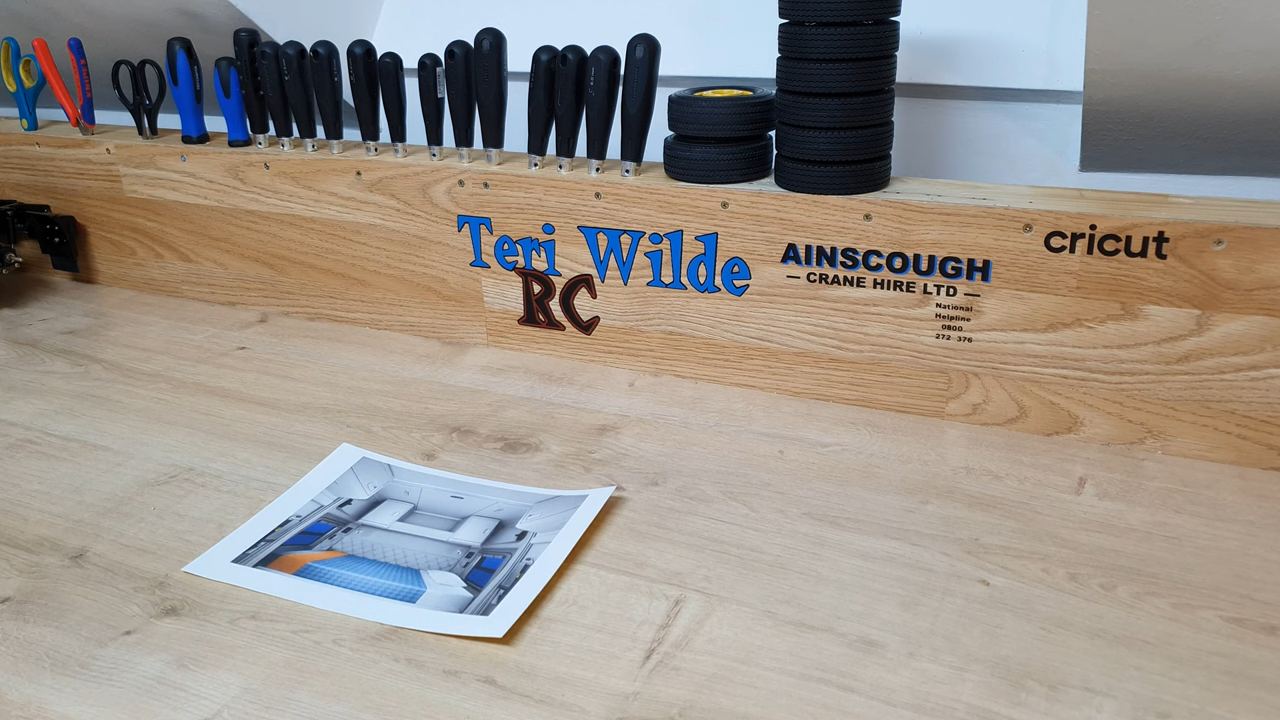 Teri Wilde
RC
AINSCOUGH
— CRANE HIRE LTD —
National
Helpline
0800
272 376
cricut